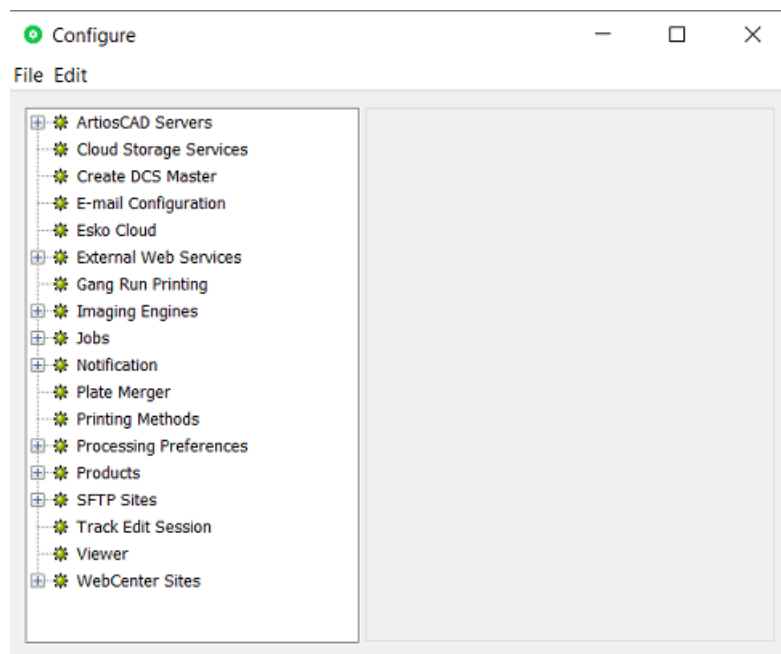 Configure
File Edit
ArtiosCAD Servers
Cloud Storage Services
Create DCS Master
E-mail Configuration
Esko Cloud
External Web Services
Gang Run Printing
Imaging Engines
Jobs
Notification
Plate Merger
Printing Methods
Processing Preferences
Products
SFTP Sites
Track Edit Session
Viewer
WebCenter Sites